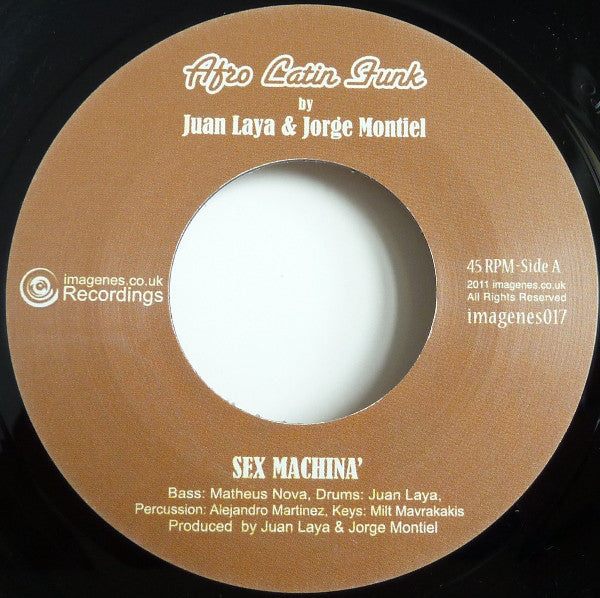 Afro Latin Funk
by
Juan Laya & Jorge Montiel
imagenes.co.uk
Recordings
45 RPM-Side A
2011 imagenes.co.uk
All Rights Reserved
imagenes017
SEX MACHINA'
Bass: Matheus Nova, Drums: Juan Laya,
Percussion: Alejandro Martinez, Keys: Milt Mavrakakis
Produced by Juan Laya & Jorge Montiel